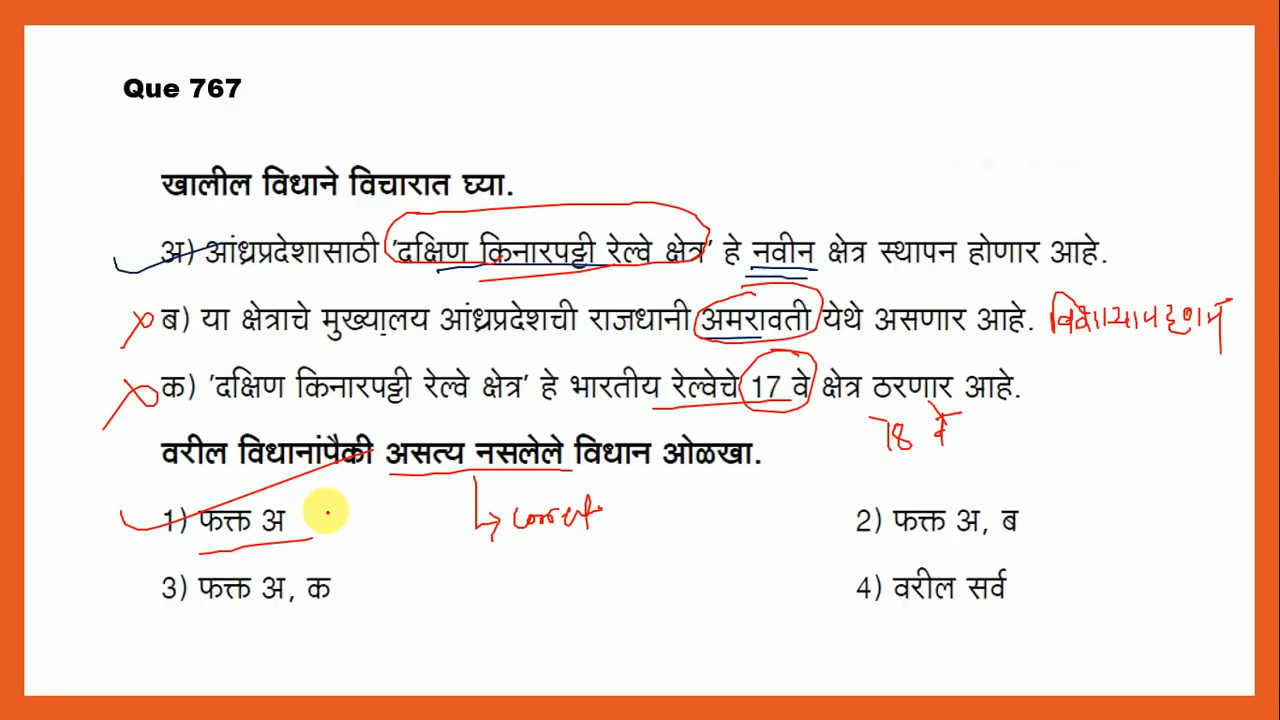 Que 767
खालील विधाने विचारात घ्या.
अ) आंध्रप्रदेशासाठी 'दक्षिण किनारपट्टी रेल्वे क्षेत्र' हे नवीन क्षेत्र स्थापन होणार आहे.
ब) या क्षेत्राचे मुख्यालय आंध्रप्रदेशची राजधानी अमरावती येथे असणार आहे.
क) 'दक्षिण किनारपट्टी रेल्वे क्षेत्र' हे भारतीय रेल्वेचे 17 वे क्षेत्र ठरणार आहे.
18 वे
वरील विधानांपैकी असत्य नसलेले विधान ओळखा.
1) फक्त अ 2) फक्त अ, ब
correct
3) फक्त अ, क 4) वरील सर्व